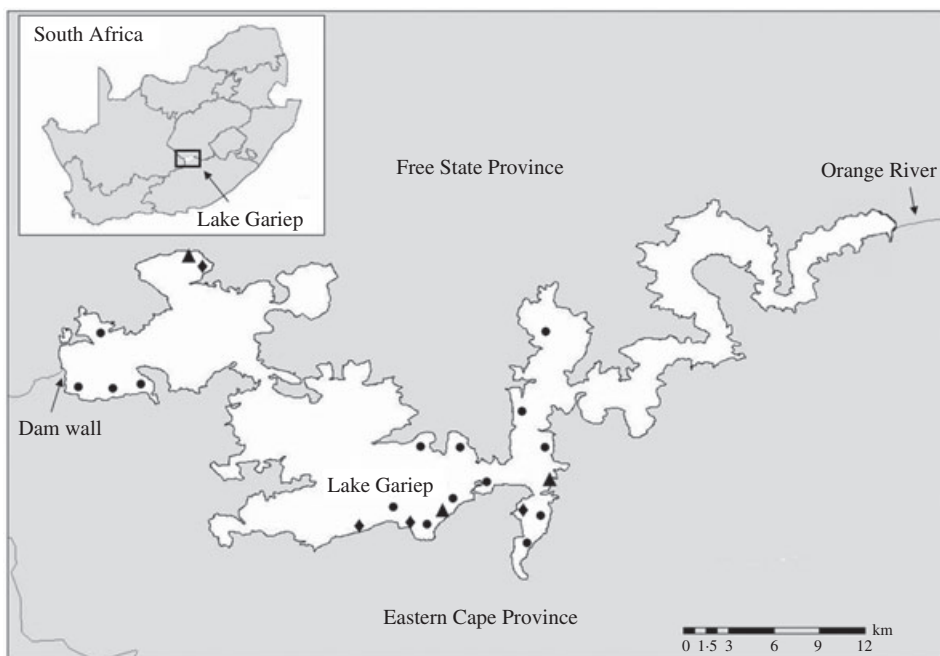 South Africa
Lake Gariep
Free State Province
Orange River
Dam wall
Lake Gariep
Eastern Cape Province
km
0 1·5 3 6 9 12